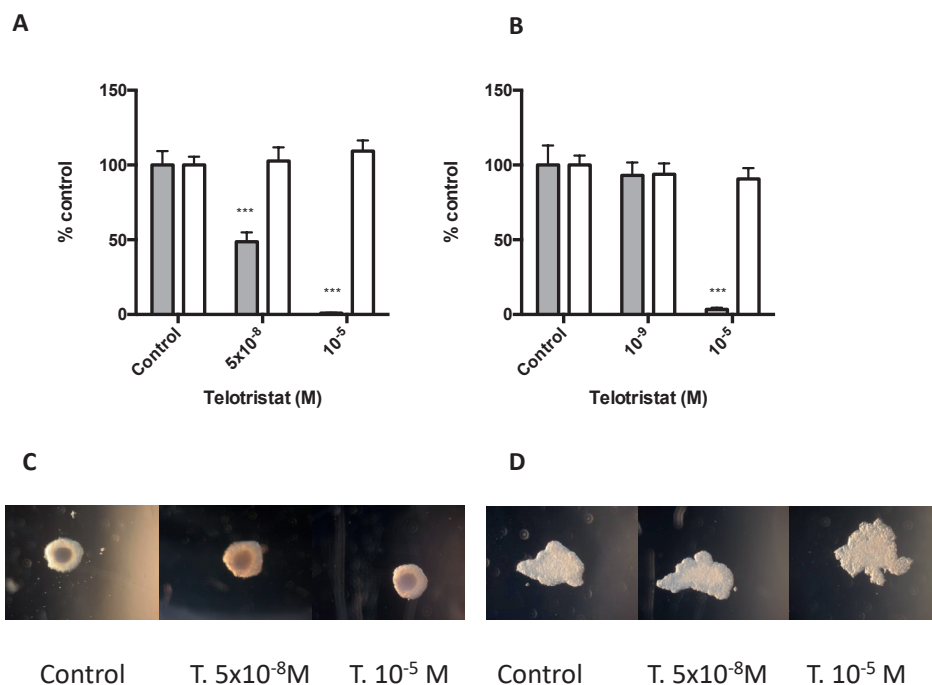 A
B
% control
150
100
50
0
***
***
Control
5x10⁻⁸
10⁻⁵
Telotristat (M)
% control
150
100
50
0
***
Control
10⁻⁹
10⁻⁵
Telotristat (M)
C
D
Control T. 5x10⁻⁸M T. 10⁻⁵ M Control T. 5x10⁻⁸M T. 10⁻⁵ M